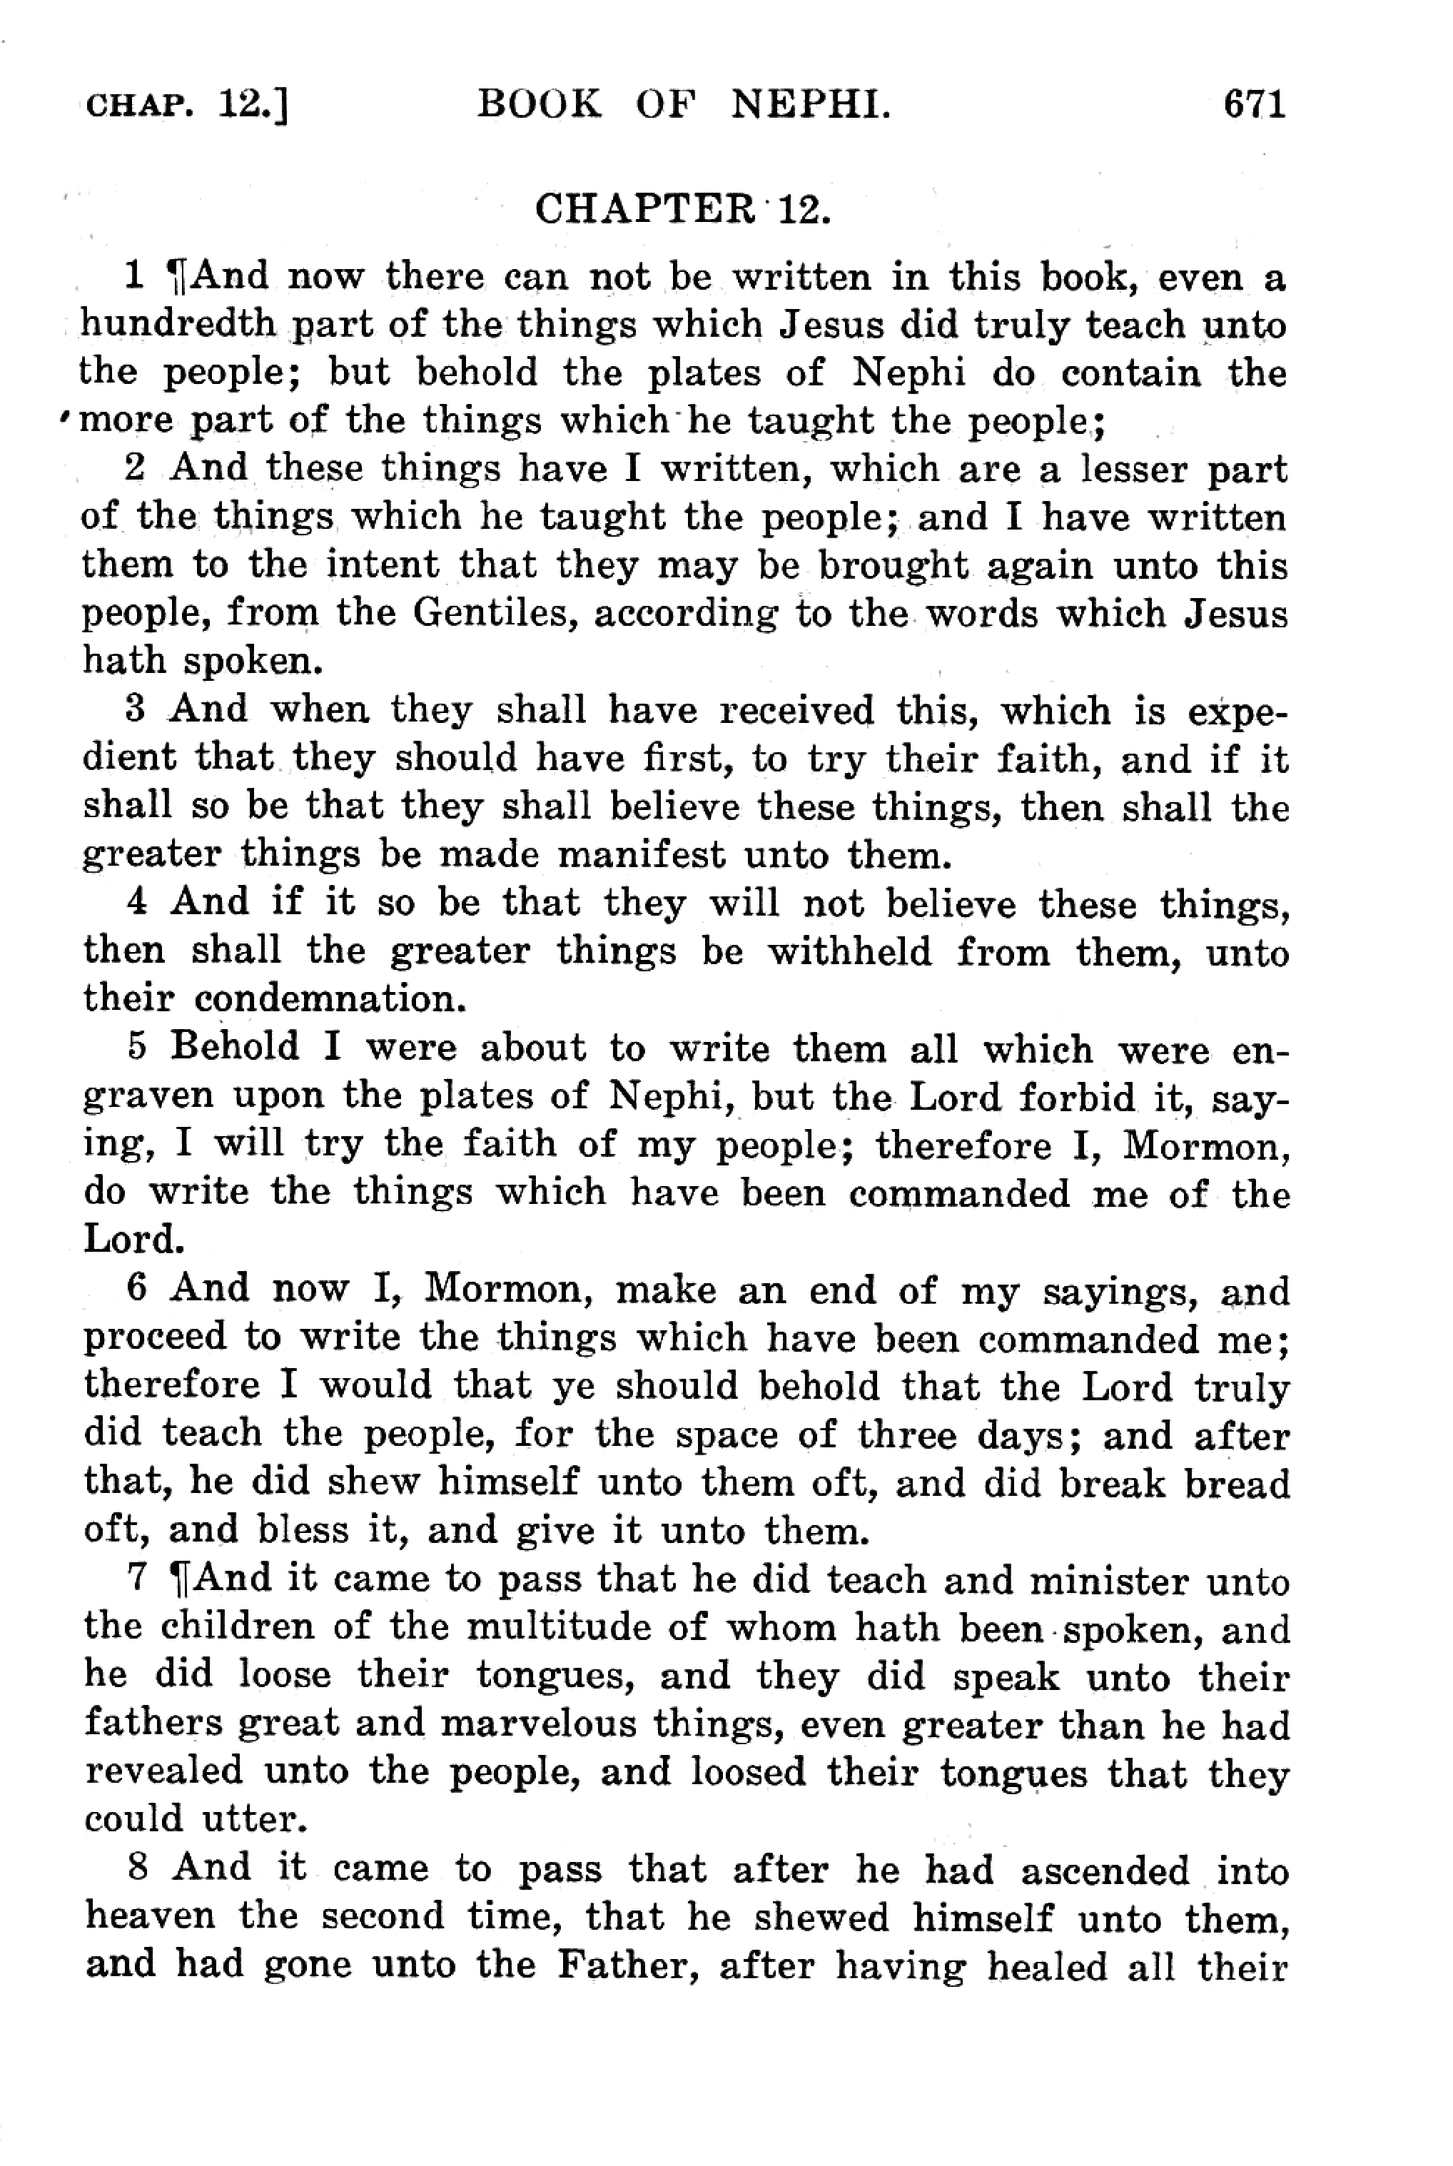 CHAP. 12.] BOOK OF NEPHI. 671
CHAPTER 12.
1 ¶And now there can not be written in this book, even a
hundredth part of the things which Jesus did truly teach unto
the people; but behold the plates of Nephi do contain the
more part of the things which he taught the people;
2 And these things have I written, which are a lesser part
of the things which he taught the people; and I have written
them to the intent that they may be brought again unto this
people, from the Gentiles, according to the words which Jesus
hath spoken.
3 And when they shall have received this, which is expe-
dient that they should have first, to try their faith, and if it
shall so be that they shall believe these things, then shall the
greater things be made manifest unto them.
4 And if it so be that they will not believe these things,
then shall the greater things be withheld from them, unto
their condemnation.
5 Behold I were about to write them all which were en-
graven upon the plates of Nephi, but the Lord forbid it, say-
ing, I will try the faith of my people; therefore I, Mormon,
do write the things which have been commanded me of the
Lord.
6 And now I, Mormon, make an end of my sayings, and
proceed to write the things which have been commanded me;
therefore I would that ye should behold that the Lord truly
did teach the people, for the space of three days; and after
that, he did shew himself unto them oft, and did break bread
oft, and bless it, and give it unto them.
7 ¶And it came to pass that he did teach and minister unto
the children of the multitude of whom hath been spoken, and
he did loose their tongues, and they did speak unto their
fathers great and marvelous things, even greater than he had
revealed unto the people, and loosed their tongues that they
could utter.
8 And it came to pass that after he had ascended into
heaven the second time, that he shewed himself unto them,
and had gone unto the Father, after having healed all their